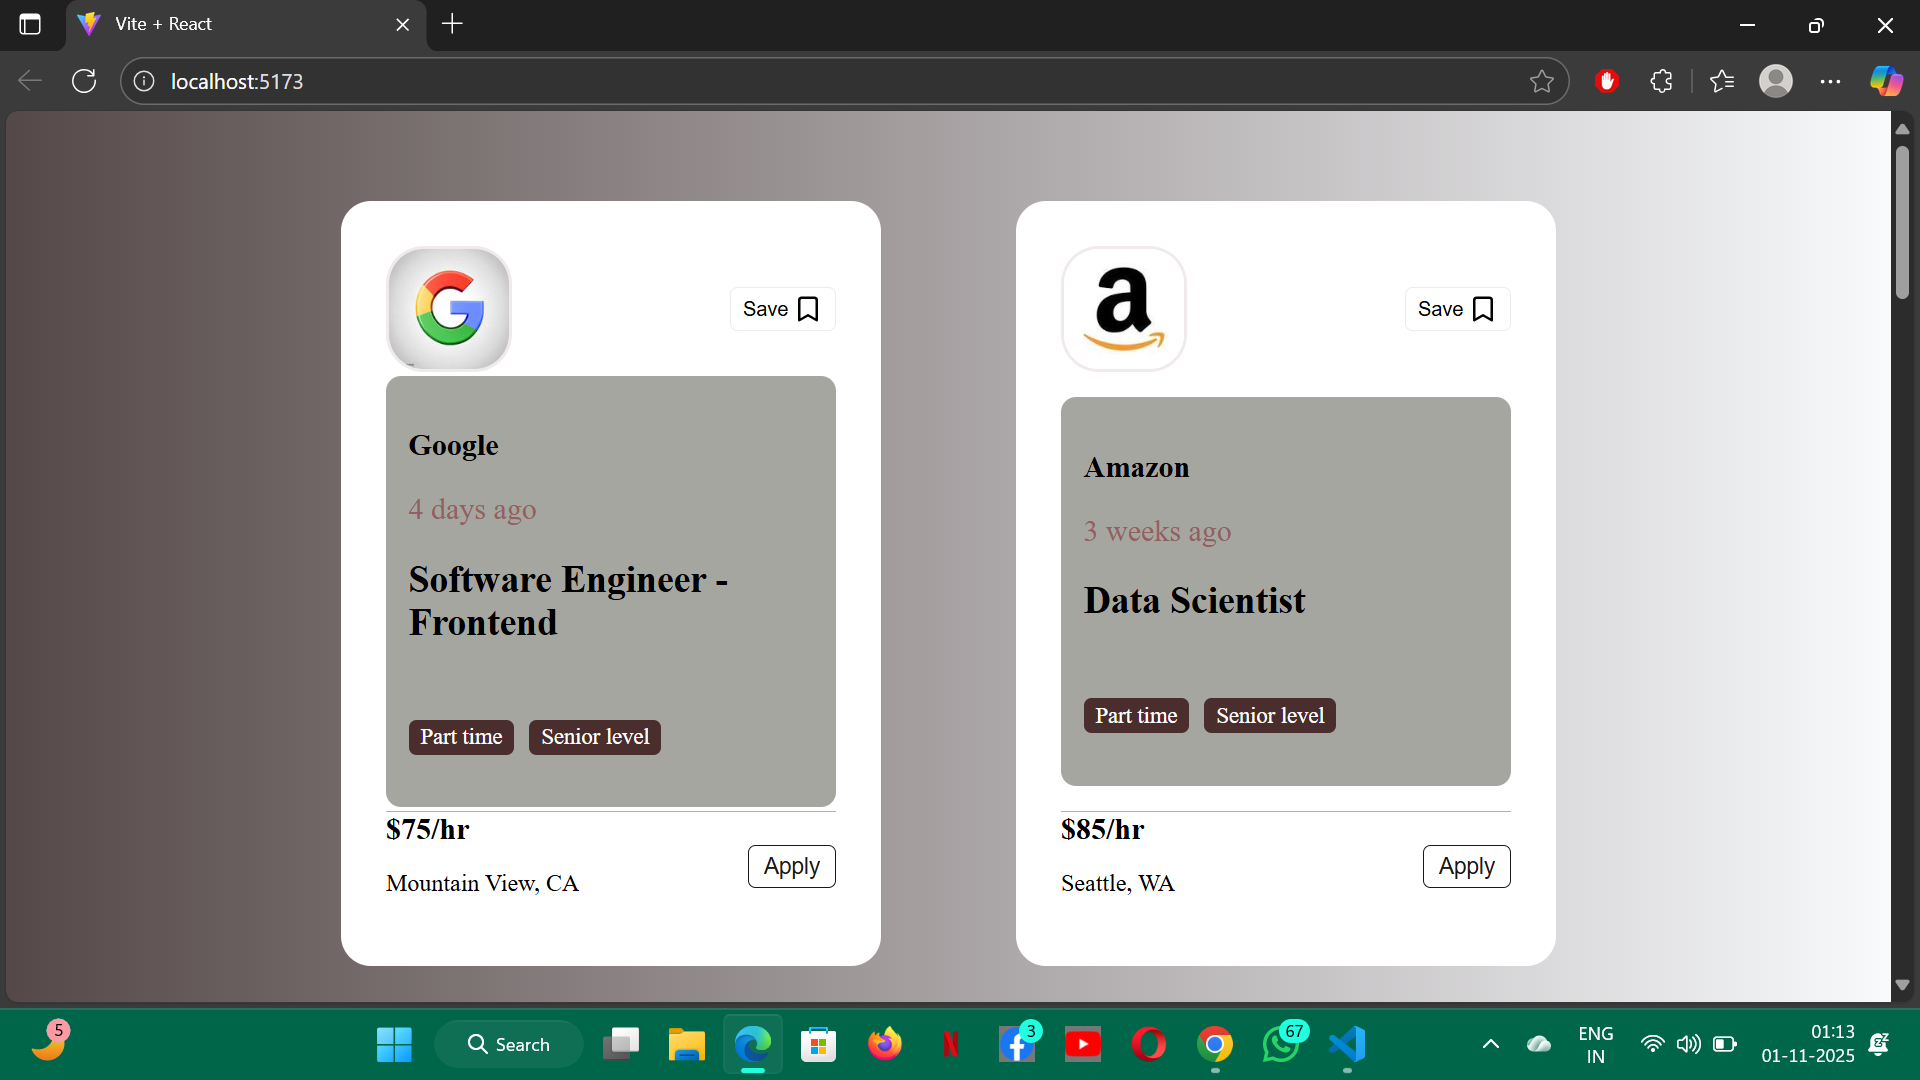 Vite + React
localhost:5173
Save
Google
4 days ago
Software Engineer -
Frontend
Part time Senior level
$75/hr
Mountain View, CA
Apply
a
Save
Amazon
3 weeks ago
Data Scientist
Part time Senior level
$85/hr
Seattle, WA
Apply
5
Search
3
67
ENG
IN
01:13
01-11-2025